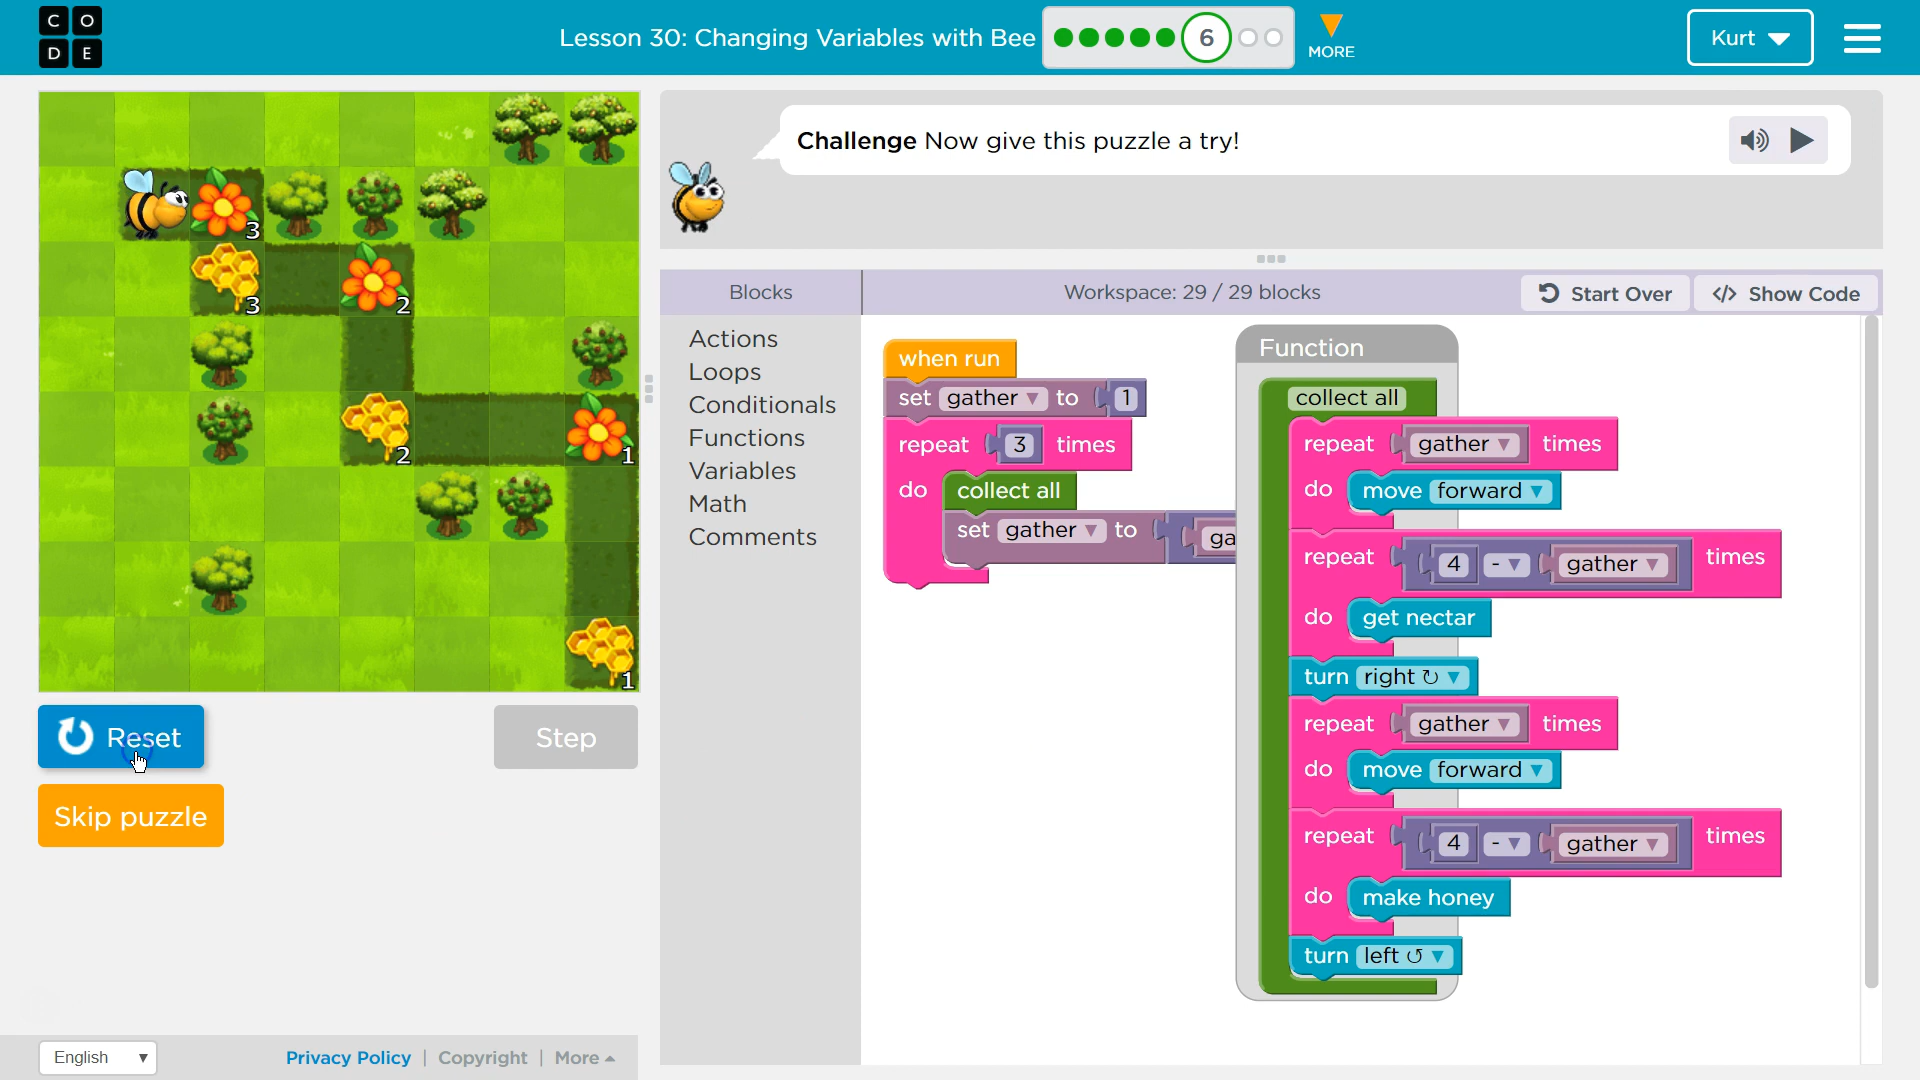 C O
D E
Lesson 30: Changing Variables with Bee
6
MORE
Kurt
Challenge Now give this puzzle a try!
3
3
2
2
1
1
Reset
Step
Skip puzzle
Blocks
Workspace: 29 / 29 blocks
Start Over
</> Show Code
Actions
Loops
Conditionals
Functions
Variables
Math
Comments
when run
set gather to 1
repeat 3 times
do collect all
set gather to ga
Function
collect all
repeat gather times
do move forward
repeat 4 - gather times
do get nectar
turn right ↻
repeat gather times
do move forward
repeat 4 - gather times
do make honey
turn left ↺
English
Privacy Policy | Copyright | More